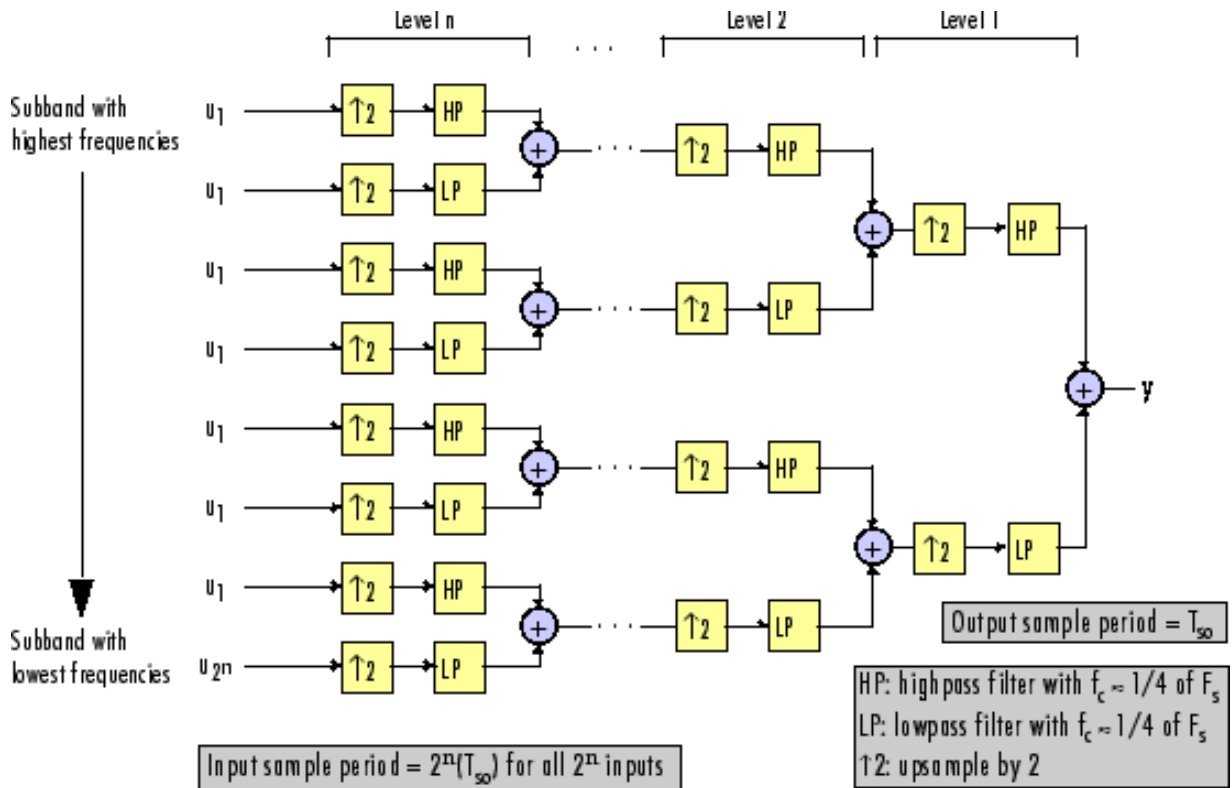 Level n
. . .
Level 2
Level 1
Subband with
highest frequencies
u₁ ↑2 HP
+ . . . ↑2 HP
u₁ ↑2 LP
+ ↑2 HP
u₁ ↑2 HP
+ . . . ↑2 LP
u₁ ↑2 LP
+ y
u₁ ↑2 HP
+ . . . ↑2 HP
u₁ ↑2 LP
+ ↑2 LP
u₁ ↑2 HP
+ . . . ↑2 LP
Subband with
lowest frequencies
u₂ₙ ↑2 LP
Output sample period = Tₛₒ
HP: highpass filter with f_c ≈ 1/4 of Fₛ
LP: lowpass filter with f_c ≈ 1/4 of Fₛ
↑2: upsample by 2
Input sample period = 2ⁿ(Tₛₒ) for all 2ⁿ inputs